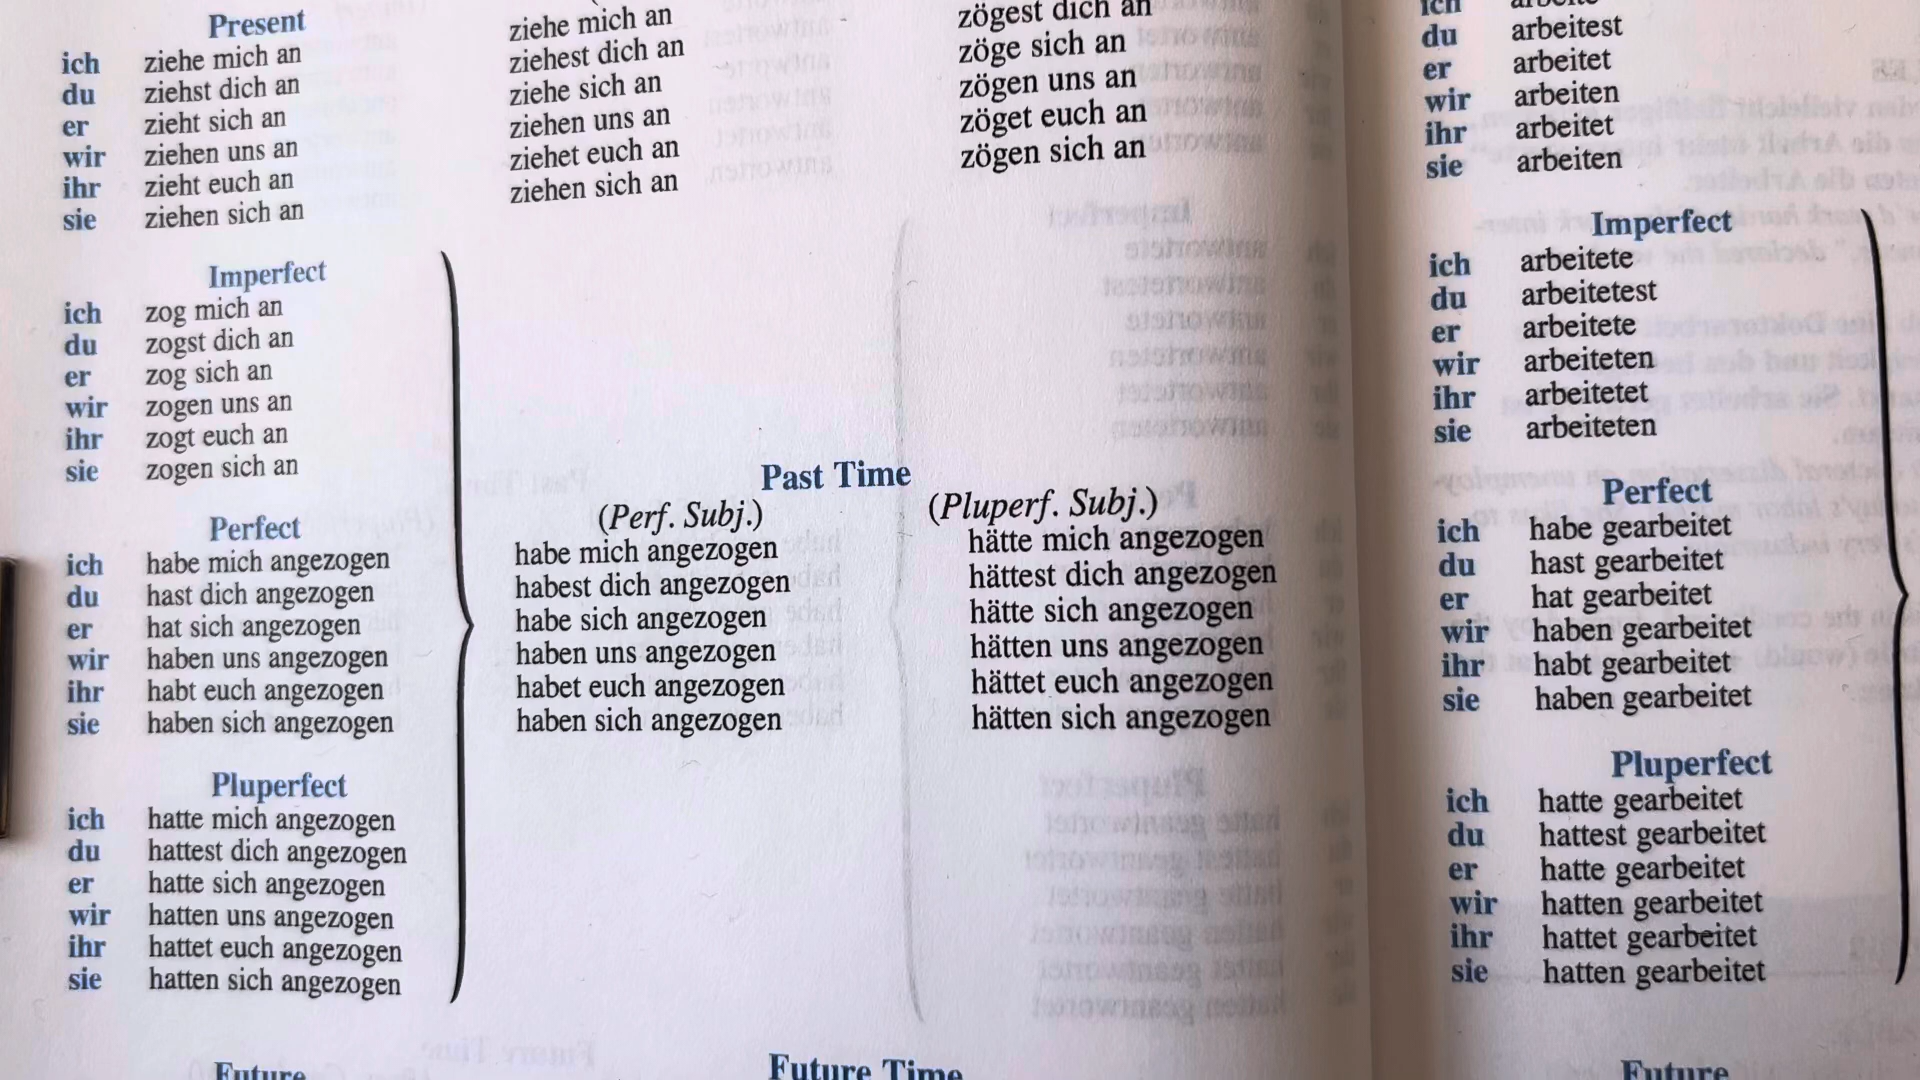 Present
ich ziehe mich an
du ziehst dich an
er zieht sich an
wir ziehen uns an
ihr zieht euch an
sie ziehen sich an
Imperfect
ich zog mich an
du zogst dich an
er zog sich an
wir zogen uns an
ihr zogt euch an
sie zogen sich an
Perfect
ich habe mich angezogen
du hast dich angezogen
er hat sich angezogen
wir haben uns angezogen
ihr habt euch angezogen
sie haben sich angezogen
Pluperfect
ich hatte mich angezogen
du hattest dich angezogen
er hatte sich angezogen
wir hatten uns angezogen
ihr hattet euch angezogen
sie hatten sich angezogen
Future
ziehe mich an
ziehest dich an
ziehe sich an
ziehen uns an
ziehet euch an
ziehen sich an
zögest dich an
zöge sich an
zögen uns an
zöget euch an
zögen sich an
Past Time
(Perf. Subj.)
habe mich angezogen
habest dich angezogen
habe sich angezogen
haben uns angezogen
habet euch angezogen
haben sich angezogen
(Pluperf. Subj.)
hätte mich angezogen
hättest dich angezogen
hätte sich angezogen
hätten uns angezogen
hättet euch angezogen
hätten sich angezogen
Future Time
ich arbeite
du arbeitest
er arbeitet
wir arbeiten
ihr arbeitet
sie arbeiten
Imperfect
ich arbeitete
du arbeitetest
er arbeitete
wir arbeiteten
ihr arbeitetet
sie arbeiteten
Perfect
ich habe gearbeitet
du hast gearbeitet
er hat gearbeitet
wir haben gearbeitet
ihr habt gearbeitet
sie haben gearbeitet
Pluperfect
ich hatte gearbeitet
du hattest gearbeitet
er hatte gearbeitet
wir hatten gearbeitet
ihr hattet gearbeitet
sie hatten gearbeitet
Future